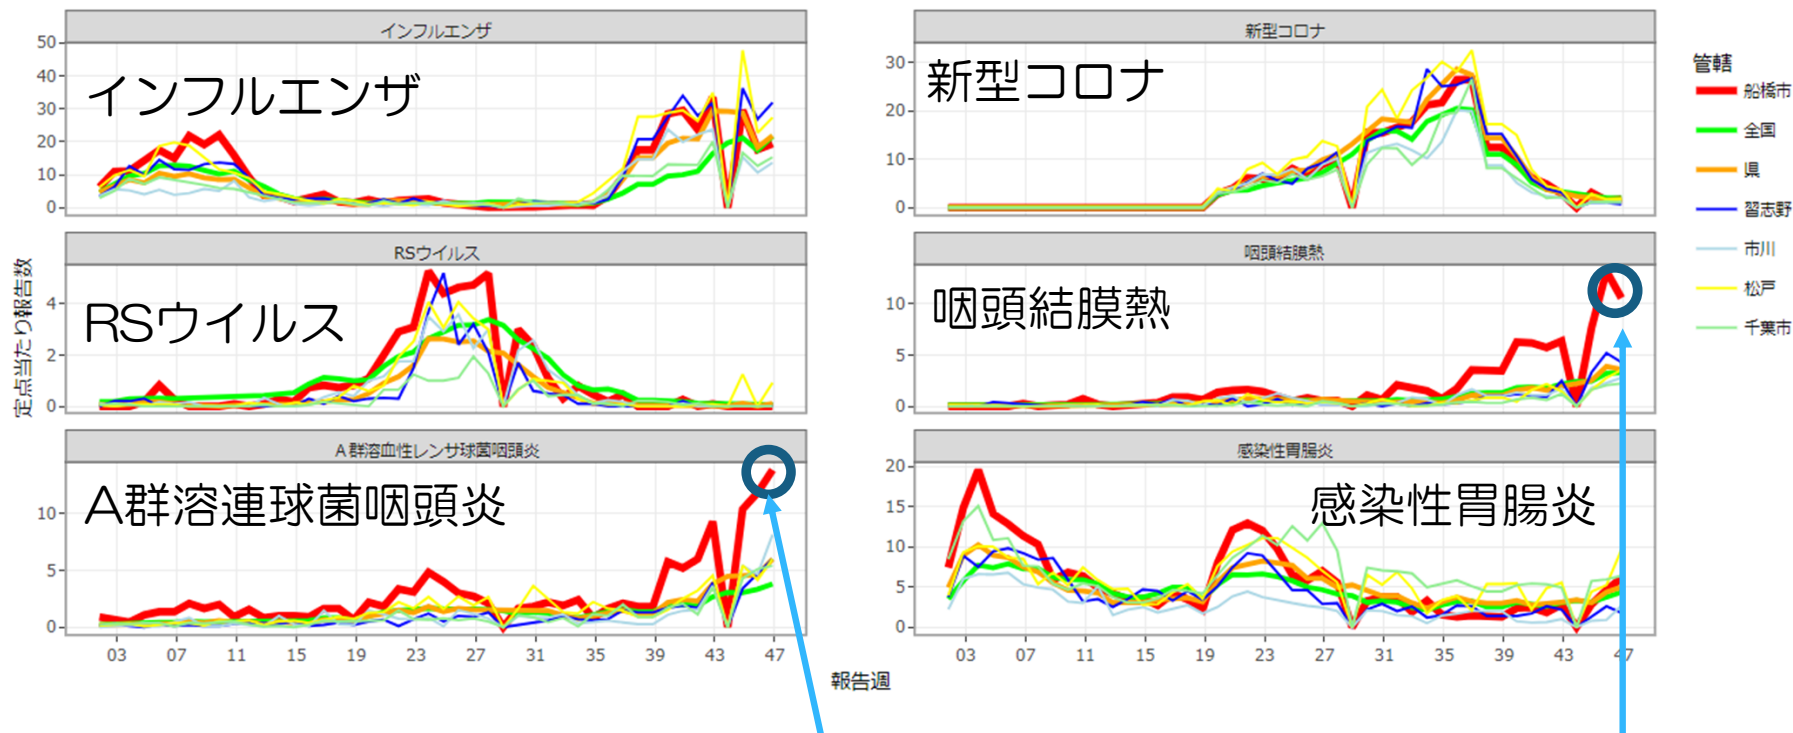 インフルエンザ
新型コロナ
50
40
30
20
10
0
インフルエンザ
30
20
10
0
新型コロナ
管轄
船橋市
全国
県
習志野
市川
松戸
千葉市
RSウイルス
咽頭結膜熱
定点当たり報告数
4
2
0
RSウイルス
10
5
0
咽頭結膜熱
A群溶血性レンサ球菌咽頭炎
感染性胃腸炎
10
5
0
A群溶連球菌咽頭炎
20
15
10
5
0
感染性胃腸炎
03 07 11 15 19 23 27 31 35 39 43 47
03 07 11 15 19 23 27 31 35 39 43 47
報告週